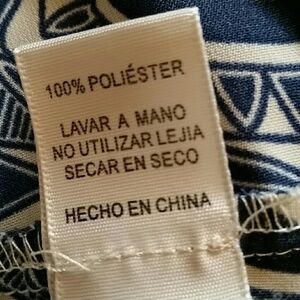 100% POLIÉSTER
LAVAR A MANO
NO UTILIZAR LEJIA
SECAR EN SECO
HECHO EN CHINA